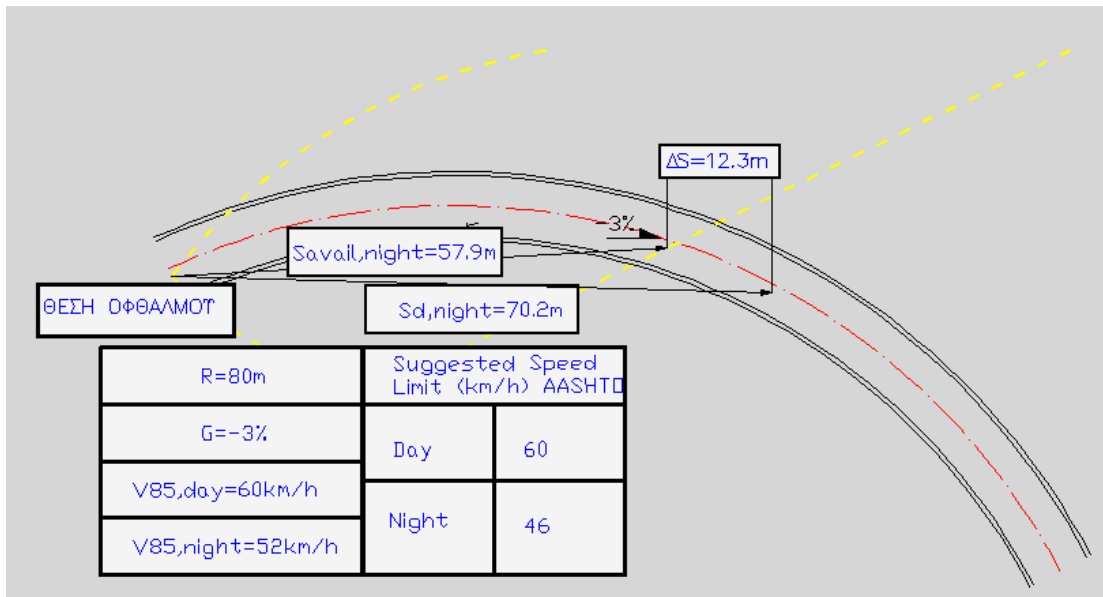 ΔS=12.3m
-3%
Savail,night=57.9m
ΘΕΣΗ ΟΦΘΑΛΜΟΥ
Sd,night=70.2m
R=80m
Suggested Speed
Limit (km/h) AASHTO
G=-3%
Day
60
V85,day=60km/h
Night
46
V85,night=52km/h